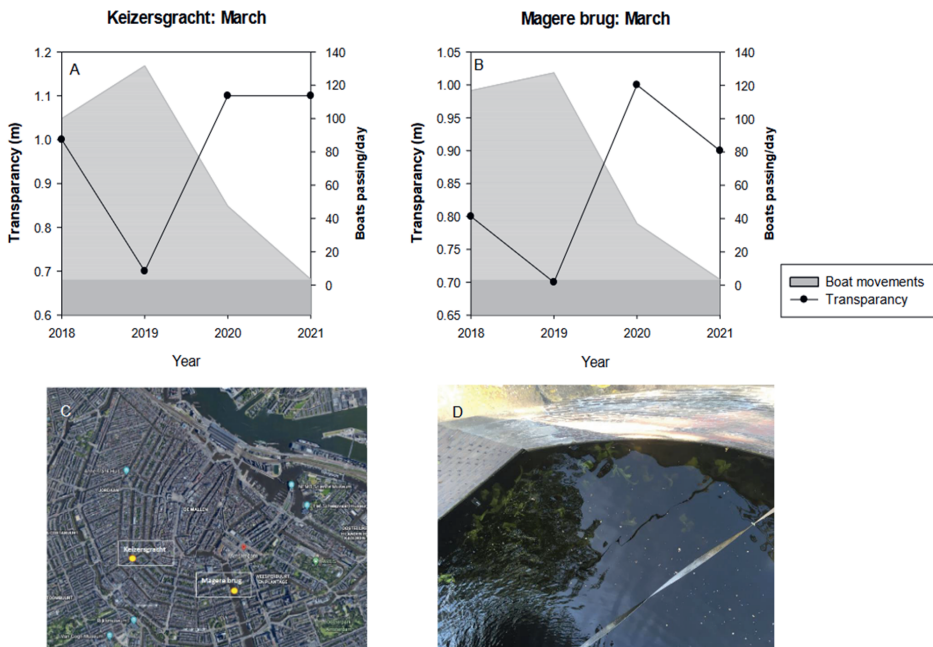 Keizersgracht: March
A
Transparancy (m)
1.2
1.1
1.0
0.9
0.8
0.7
0.6
140
120
100
80
60
40
20
0
Boats passing/day
2018
2019
2020
2021
Year
Magere brug: March
B
Transparancy (m)
1.05
1.00
0.95
0.90
0.85
0.80
0.75
0.70
0.65
140
120
100
80
60
40
20
0
Boats passing/day
2018
2019
2020
2021
Year
Boat movements
Transparancy
C
DE WALLEN
Keizersgracht
Magere brug
D